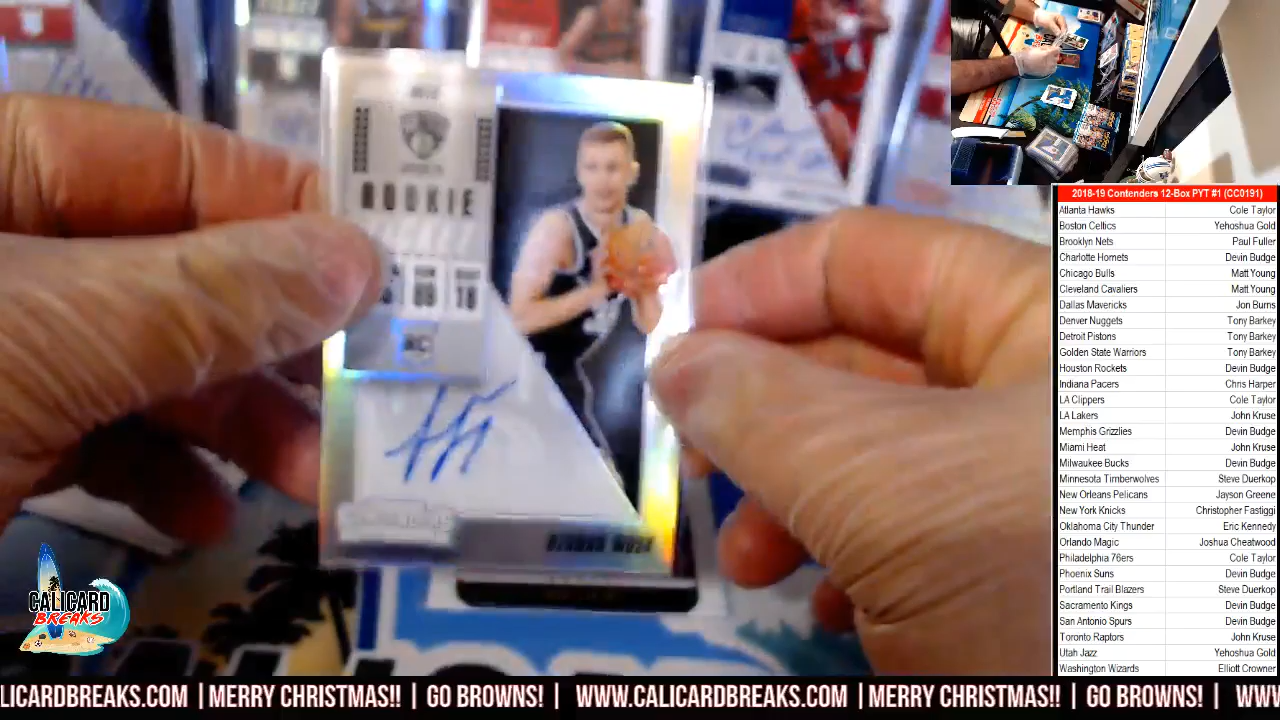 2018-19 Contenders 12-Box PYT #1 (CC0191)
Atlanta Hawks Cole Taylor
Boston Celtics Yehoshua Gold
Brooklyn Nets Paul Fuller
Charlotte Hornets Devin Budge
Chicago Bulls Matt Young
Cleveland Cavaliers Matt Young
Dallas Mavericks Jon Burns
Denver Nuggets Tony Barkey
Detroit Pistons Tony Barkey
Golden State Warriors Tony Barkey
Houston Rockets Devin Budge
Indiana Pacers Chris Harper
LA Clippers Cole Taylor
LA Lakers John Kruse
Memphis Grizzlies Devin Budge
Miami Heat John Kruse
Milwaukee Bucks Devin Budge
Minnesota Timberwolves Steve Duerkop
New Orleans Pelicans Jayson Greene
New York Knicks Christopher Fastiggi
Oklahoma City Thunder Eric Kennedy
Orlando Magic Joshua Cheatwood
Philadelphia 76ers Cole Taylor
Phoenix Suns Devin Budge
Portland Trail Blazers Steve Duerkop
Sacramento Kings Devin Budge
San Antonio Spurs Devin Budge
Toronto Raptors John Kruse
Utah Jazz Yehoshua Gold
Washington Wizards Elliott Crowner
RC
CALICARD
BREAKS
LICARDBREAKS.COM | MERRY CHRISTMAS!! | GO BROWNS! | WWW.CALICARDBREAKS.COM | MERRY CHRISTMAS!! | GO BROWNS! | WWW